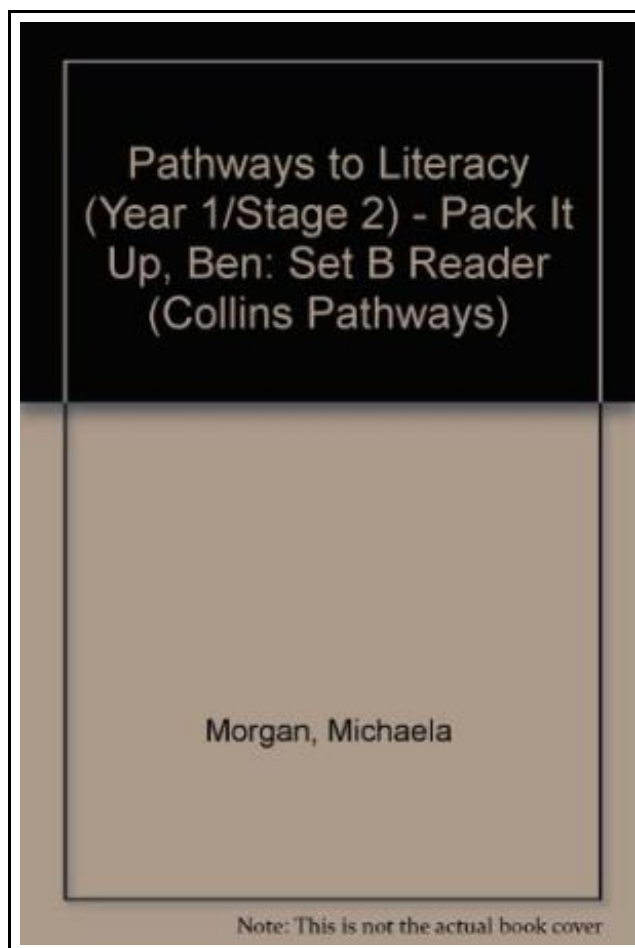 Pathways to Literacy
(Year 1/Stage 2) - Pack It
Up, Ben: Set B Reader
(Collins Pathways)
Morgan, Michaela
Note: This is not the actual book cover